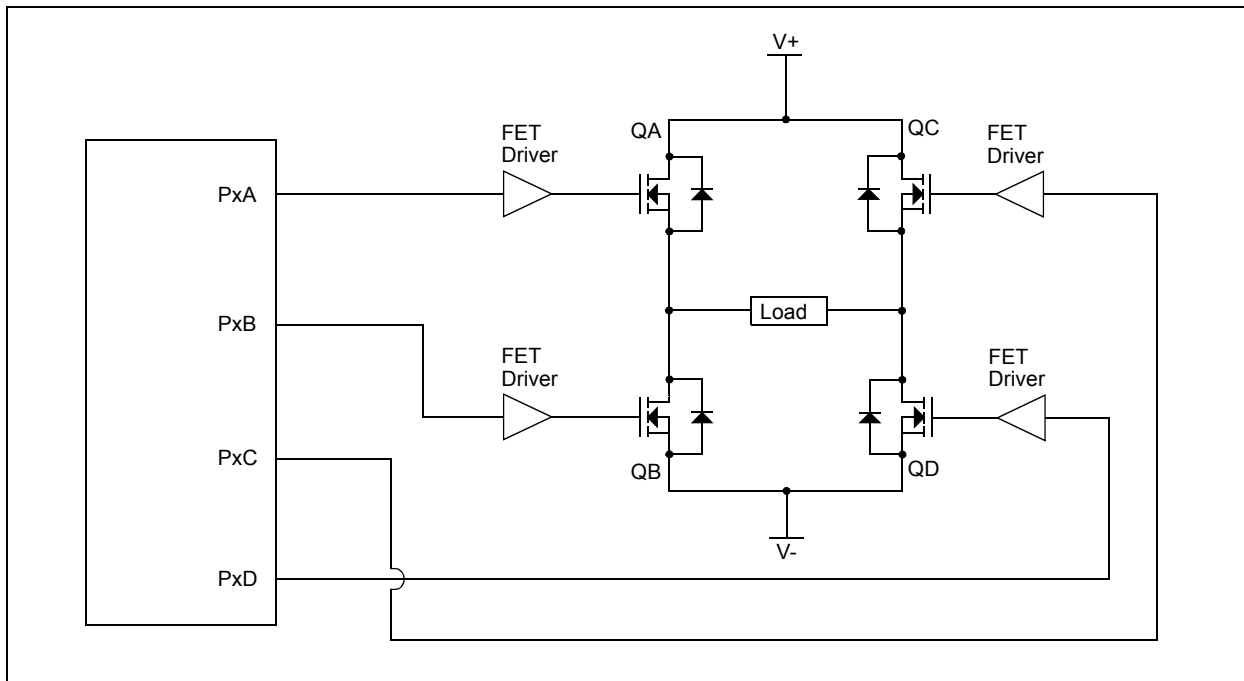 V+
QA
FET
Driver
QC
FET
Driver
PxA
PxB
Load
FET
Driver
FET
Driver
PxC
QB
QD
V-
PxD